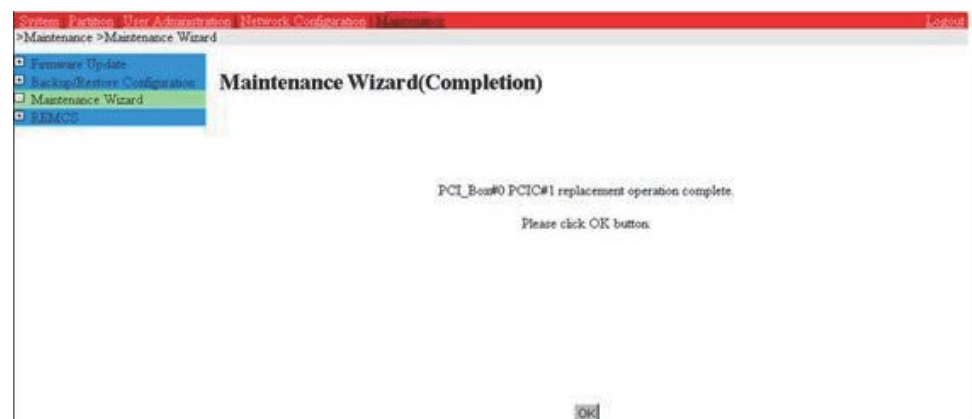 System Partition User Administration Network Configuration Maintenance Logout
>Maintenance >Maintenance Wizard
Firmware Update
Backup/Restore Configuration
Maintenance Wizard
REMCS
Maintenance Wizard(Completion)
PCI_Box#0 PCIC#1 replacement operation complete.
Please click OK button.
OK